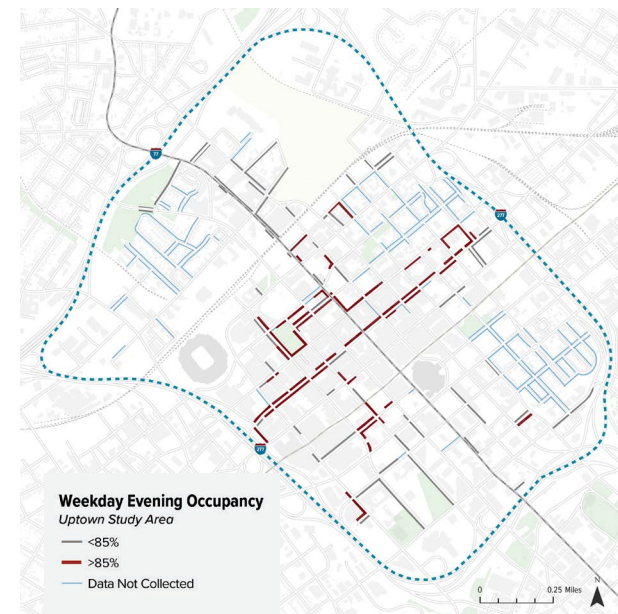 77
277
277
Weekday Evening Occupancy
Uptown Study Area
<85%
>85%
Data Not Collected
0
0.25 Miles
N